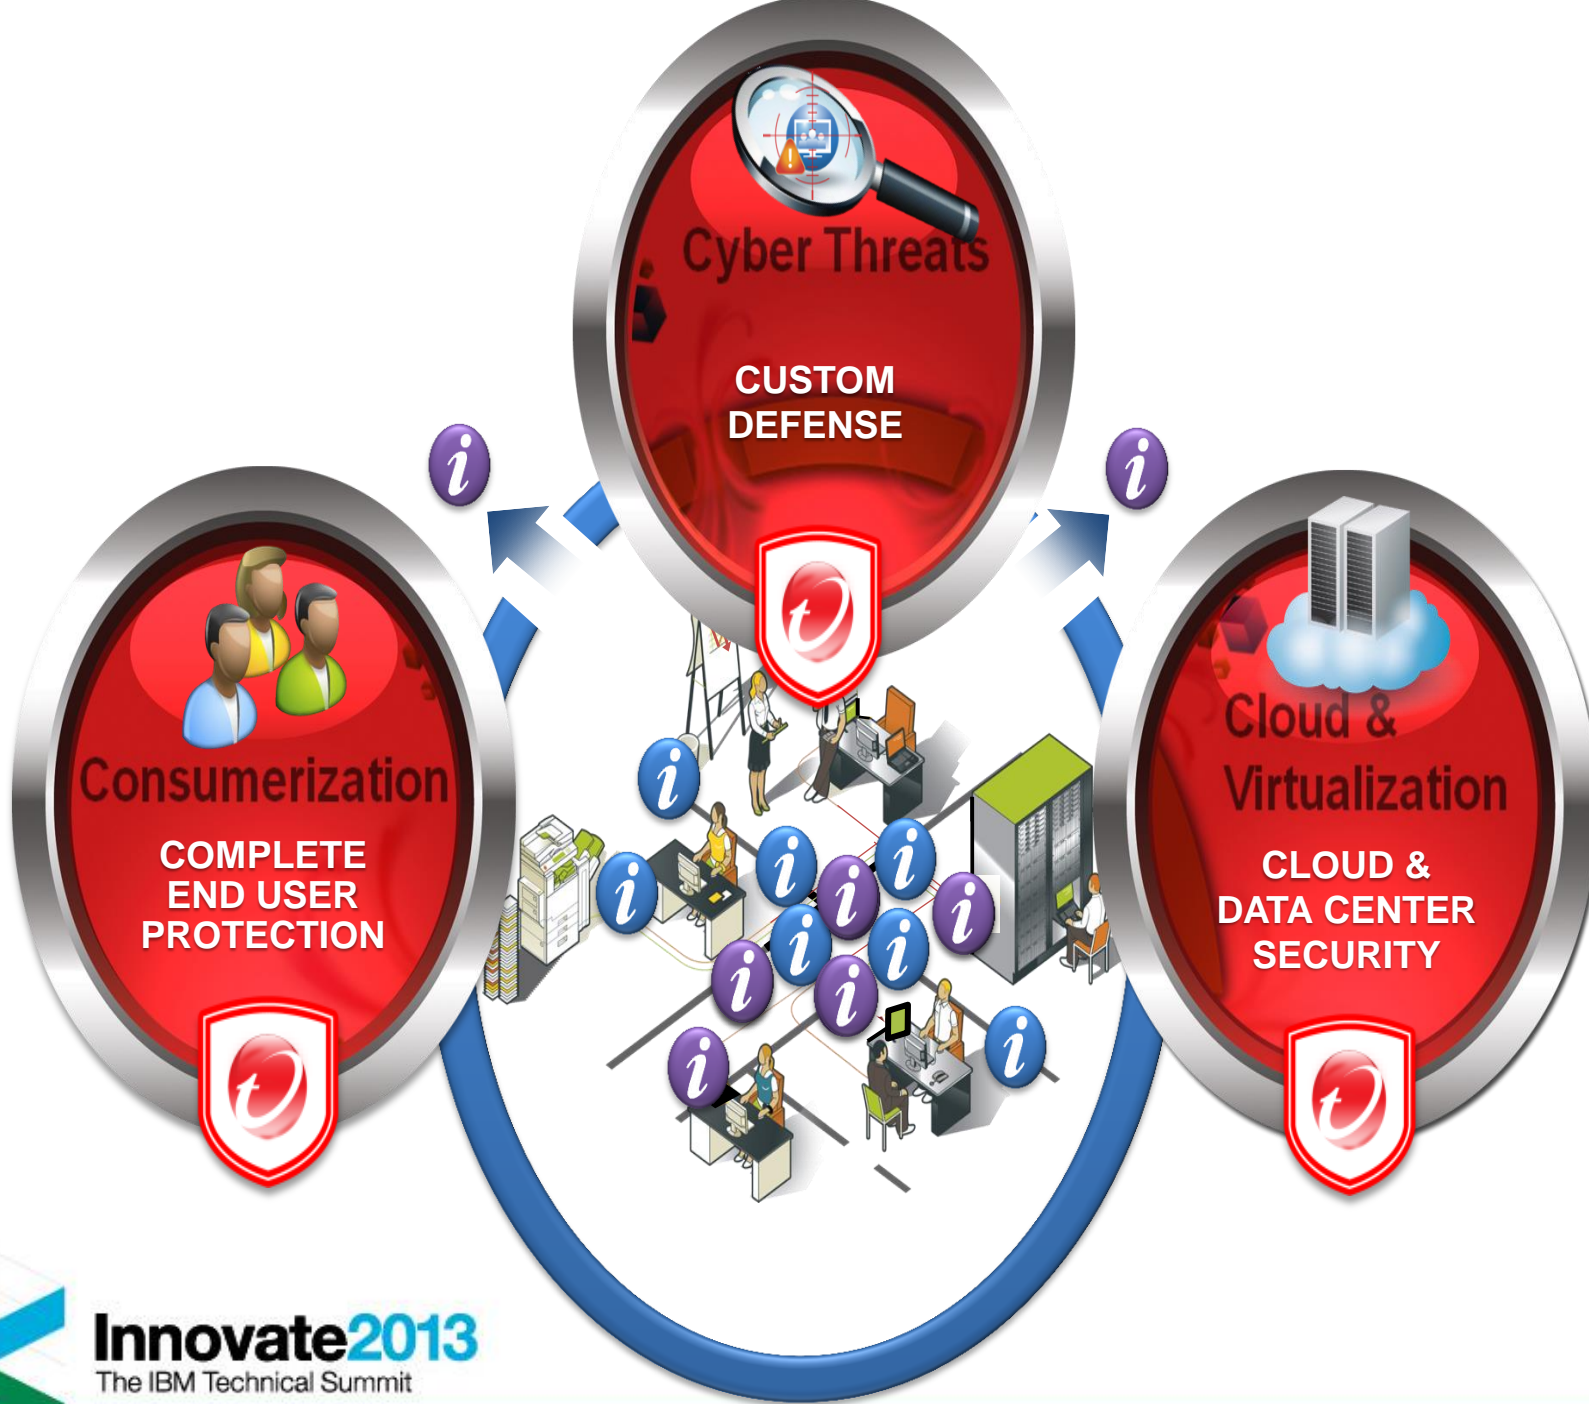 Cyber Threats
CUSTOM
DEFENSE
i
i
Consumerization
COMPLETE
END USER
PROTECTION
Cloud &
Virtualization
CLOUD &
DATA CENTER
SECURITY
i
i
i
i
i
i
i
i
i
i
i
i
t
t
t
Innovate2013
The IBM Technical Summit